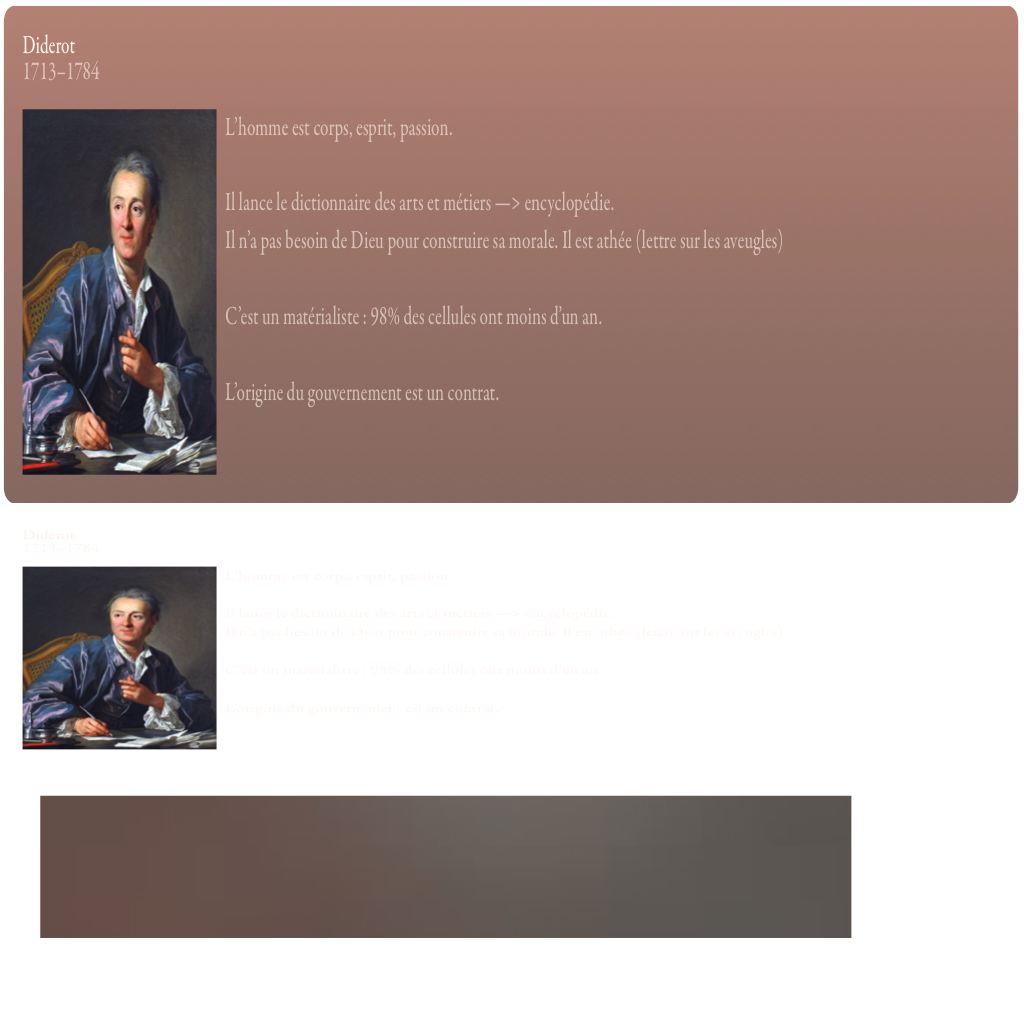 Diderot
1713–1784
L’homme est corps, esprit, passion.
Il lance le dictionnaire des arts et métiers —> encyclopédie.
Il n’a pas besoin de Dieu pour construire sa morale. Il est athée (lettre sur les aveugles)
C’est un matérialiste : 98% des cellules ont moins d’un an.
L’origine du gouvernement est un contrat.
Diderot
1713–1784
L’homme est corps, esprit, passion.
Il lance le dictionnaire des arts et métiers —> encyclopédie.
Il n’a pas besoin de Dieu pour construire sa morale. Il est athée (lettre sur les aveugles)
C’est un matérialiste : 98% des cellules ont moins d’un an.
L’origine du gouvernement est un contrat.